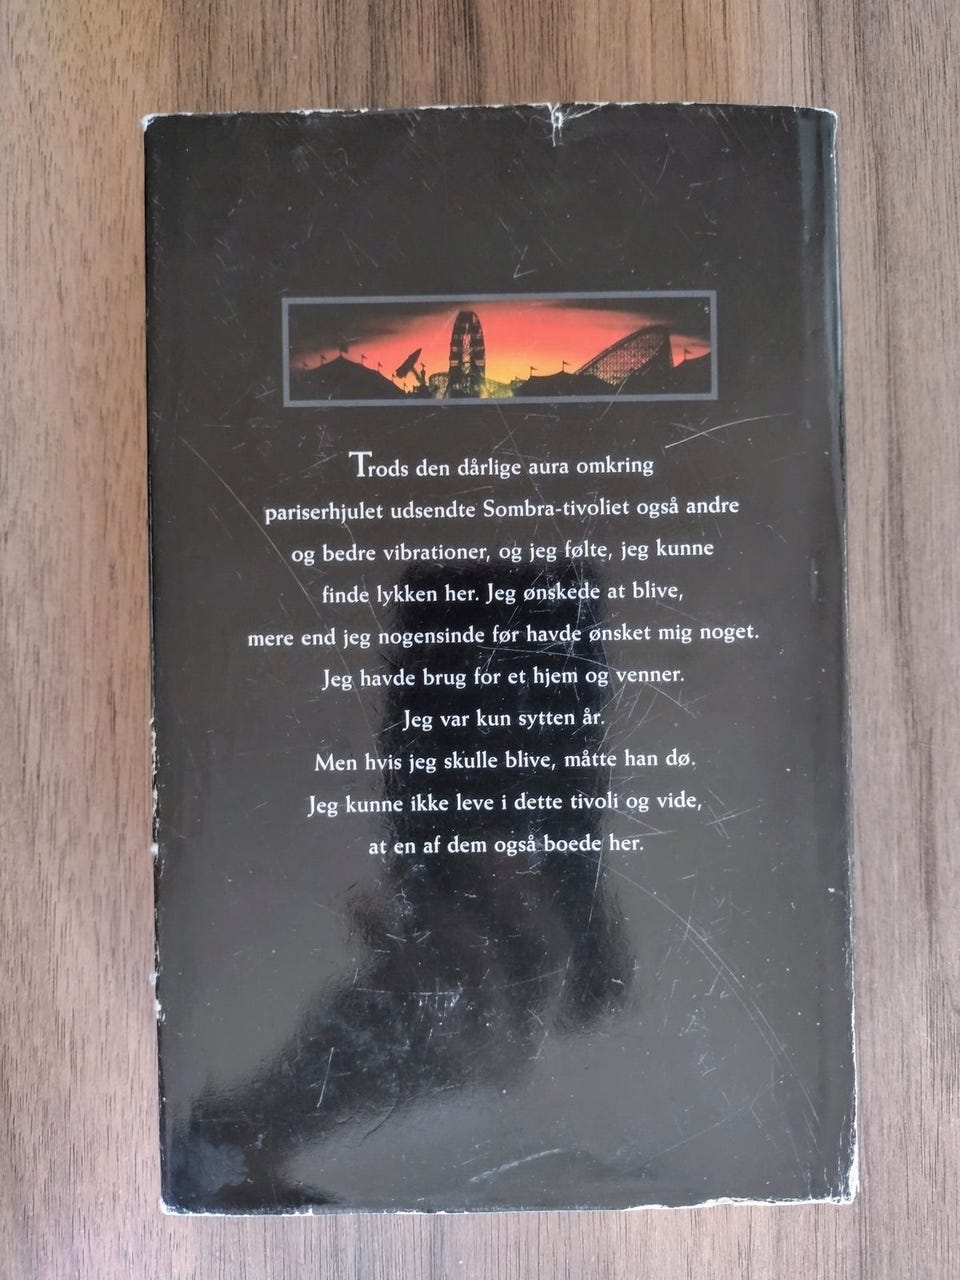 Trods den dårlige aura omkring
pariserhjulet udsendte Sombra-tivoliet også andre
og bedre vibrationer, og jeg følte, jeg kunne
finde lykken her. Jeg ønskede at blive,
mere end jeg nogensinde før havde ønsket mig noget.
Jeg havde brug for et hjem og venner.
Jeg var kun sytten år.
Men hvis jeg skulle blive, måtte han dø.
Jeg kunne ikke leve i dette tivoli og vide,
at en af dem også boede her.